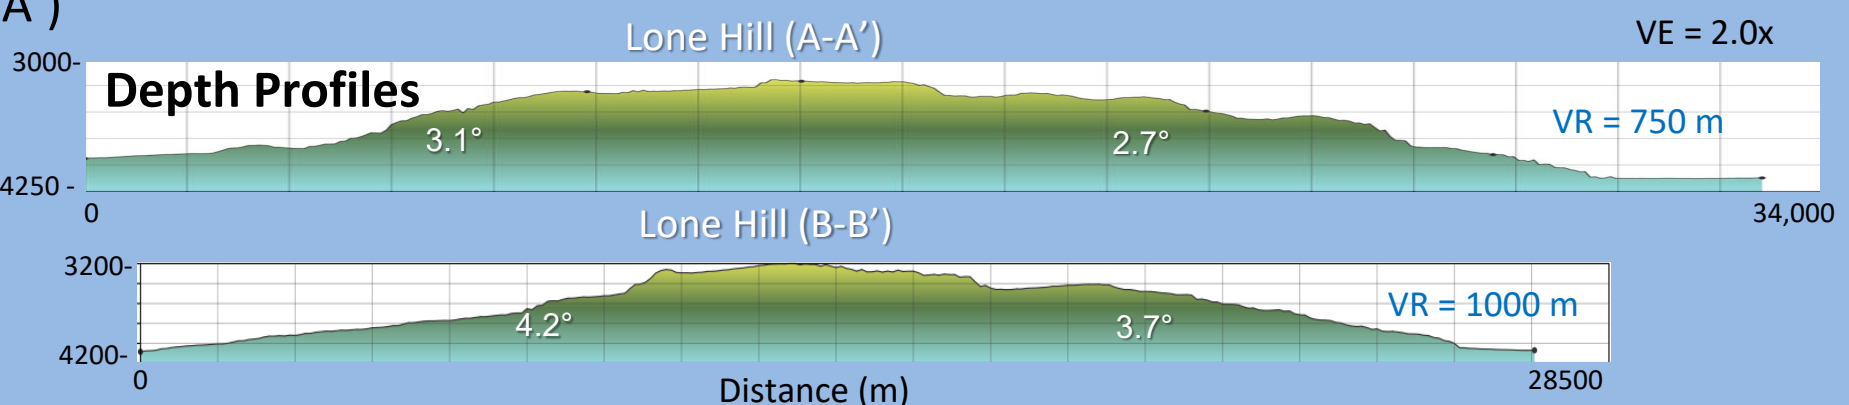 A')
Lone Hill (A-A’)
VE = 2.0x
3000-
Depth Profiles
VR = 750 m
3.1°
2.7°
4250 -
0
34,000
Lone Hill (B-B’)
3200-
VR = 1000 m
4.2°
3.7°
4200-
0
28500
Distance (m)